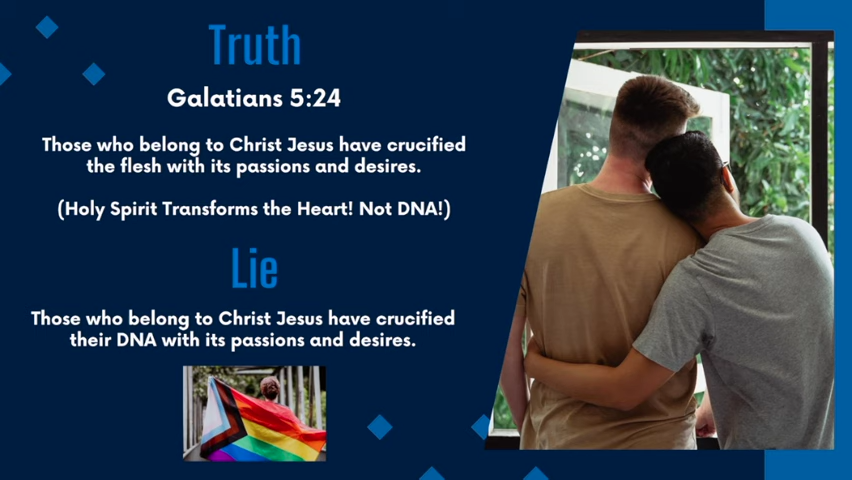 Truth
Galatians 5:24
Those who belong to Christ Jesus have crucified
the flesh with its passions and desires.
(Holy Spirit Transforms the Heart! Not DNA!)
Lie
Those who belong to Christ Jesus have crucified
their DNA with its passions and desires.